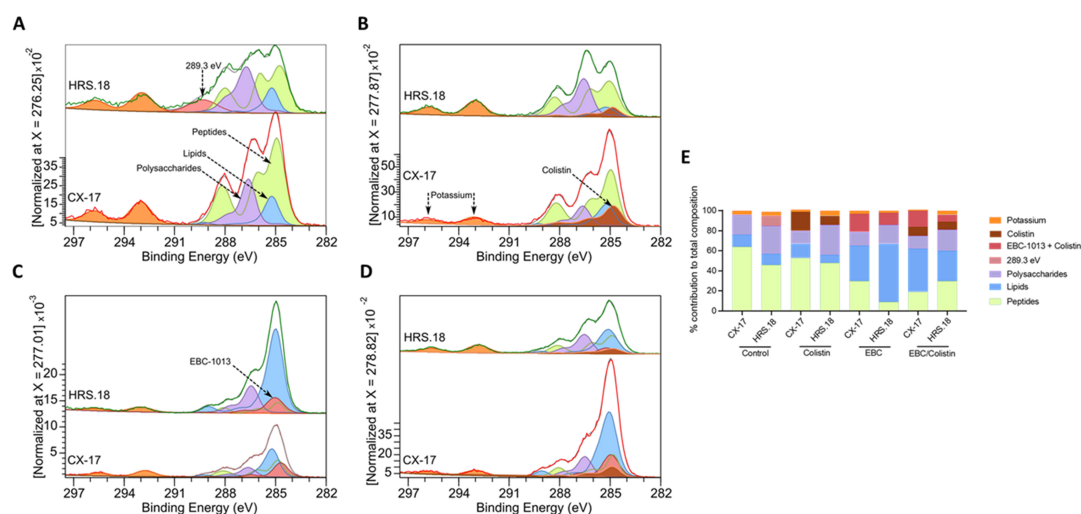 A
[Normalized at X = 276.25] x10⁻²
HRS.18
289.3 eV
Peptides
Lipids
Polysaccharides
CX-17
35
25
15
5
297 294 291 288 285 282
Binding Energy (eV)
B
[Normalized at X = 277.87] x10⁻²
HRS.18
Colistin
CX-17
Potassium
50
30
10
297 294 291 288 285 282
Binding Energy (eV)
C
[Normalized at X = 277.01] x10⁻³
EBC-1013
HRS.18
20
15
10
5
CX-17
297 294 291 288 285 282
Binding Energy (eV)
D
[Normalized at X = 278.82] x10⁻²
HRS.18
35
20
10
CX-17
0
297 294 291 288 285 282
Binding Energy (eV)
E
% contribution to total composition
100
80
60
40
20
0
CX-17 HRS.18 CX-17 HRS.18 CX-17 HRS.18 CX-17 HRS.18
Control Colistin EBC EBC/Colistin
Potassium
Colistin
EBC-1013 + Colistin
289.3 eV
Polysaccharides
Lipids
Peptides